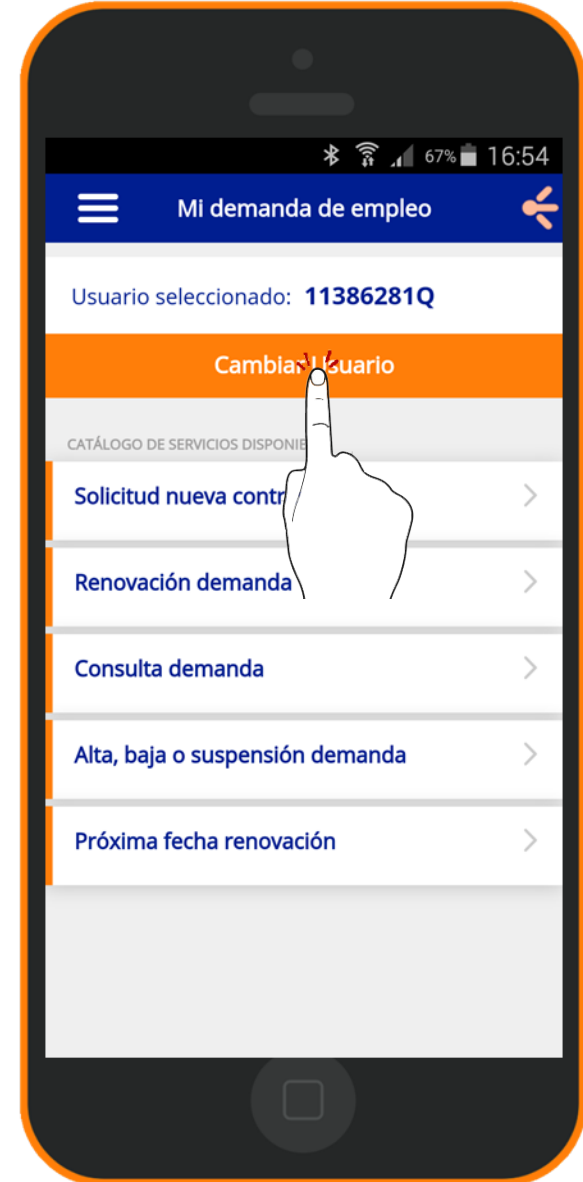 67% 16:54
Mi demanda de empleo
Usuario seleccionado: 11386281Q
Cambiar Usuario
CATÁLOGO DE SERVICIOS
Solicitud nueva
Renovación demanda
Consulta demanda
Alta, baja o suspensión demanda
Próxima fecha renovación